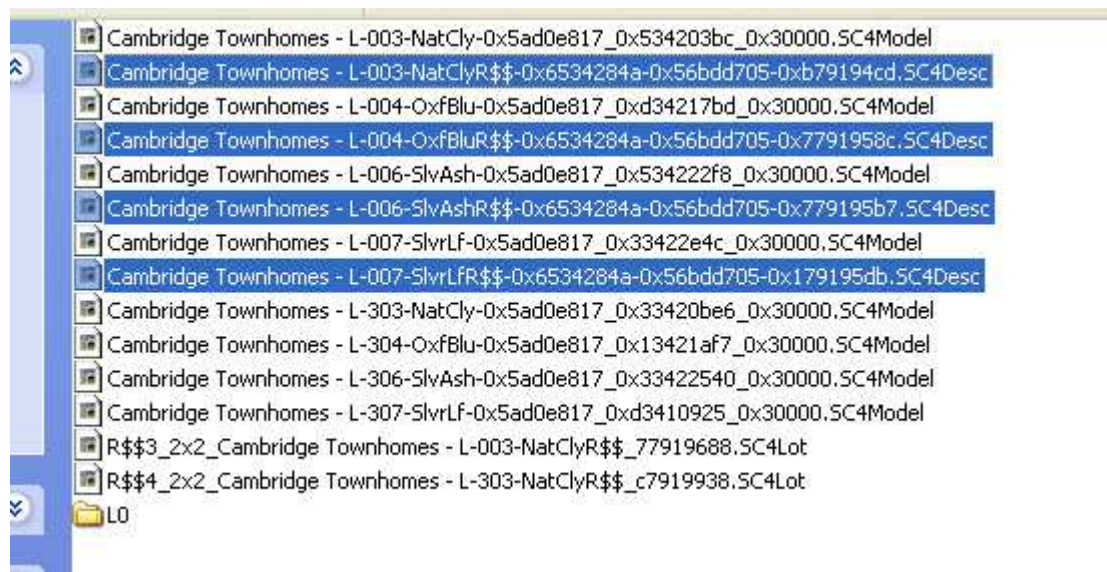 Cambridge Townhomes - L-003-NatCly-0x5ad0e817_0x534203bc_0x30000.SC4Model
Cambridge Townhomes - L-003-NatClyR$$-0x6534284a-0x56bdd705-0xb79194cd.SC4Desc
Cambridge Townhomes - L-004-OxfBlu-0x5ad0e817_0xd34217bd_0x30000.SC4Model
Cambridge Townhomes - L-004-OxfBluR$$-0x6534284a-0x56bdd705-0x7791958c.SC4Desc
Cambridge Townhomes - L-006-SlvAsh-0x5ad0e817_0x534222f8_0x30000.SC4Model
Cambridge Townhomes - L-006-SlvAshR$$-0x6534284a-0x56bdd705-0x779195b7.SC4Desc
Cambridge Townhomes - L-007-SlvrLf-0x5ad0e817_0x33422e4c_0x30000.SC4Model
Cambridge Townhomes - L-007-SlvrLfR$$-0x6534284a-0x56bdd705-0x179195db.SC4Desc
Cambridge Townhomes - L-303-NatCly-0x5ad0e817_0x33420be6_0x30000.SC4Model
Cambridge Townhomes - L-304-OxfBlu-0x5ad0e817_0x13421af7_0x30000.SC4Model
Cambridge Townhomes - L-306-SlvAsh-0x5ad0e817_0x33422540_0x30000.SC4Model
Cambridge Townhomes - L-307-SlvrLf-0x5ad0e817_0xd3410925_0x30000.SC4Model
R$$3_2x2_Cambridge Townhomes - L-003-NatClyR$$_77919688.SC4Lot
R$$4_2x2_Cambridge Townhomes - L-303-NatClyR$$_c7919938.SC4Lot
L0